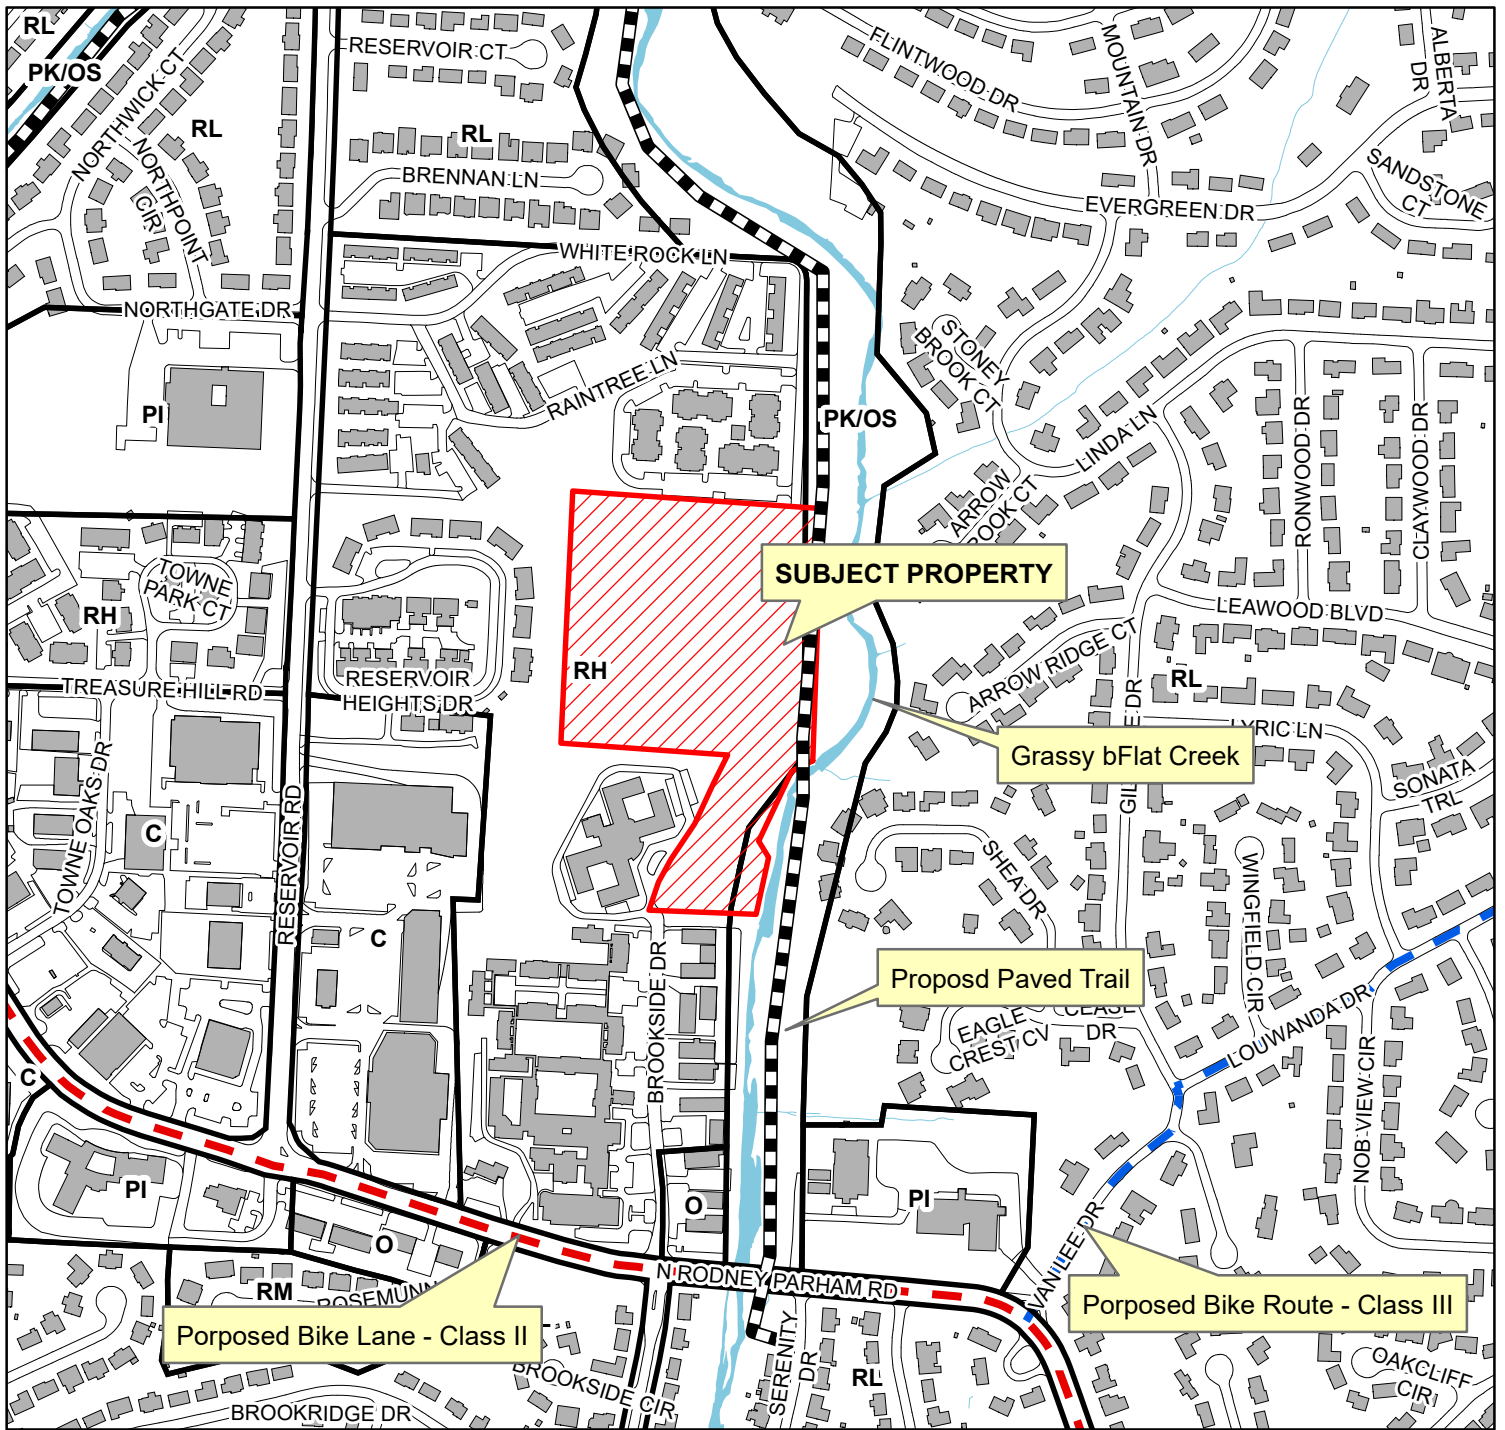 RL
RESERVOIR CT
FLINTWOOD DR
MOUNTAIN DR
ALBERTA
DR
PK/OS
NORTHWICK CT
RL
RL
NORTHPOINT
CIR
BRENNAN LN
SANDSTONE
CT
EVERGREEN DR
WHITE ROCK LN
NORTHGATE DR
STONEY
BROOK CT
RAINTREE LN
PI
PK/OS
LINDA LN
RONWOOD DR
CLAYWOOD DR
ARROW
ROOK CT
SUBJECT PROPERTY
TOWNE
PARK CT
RH
LEAWOOD BLVD
ARROW RIDGE CT
RH
RESERVOIR
HEIGHTS DR
TREASURE HILL RD
RL
GIL
E DR
LYRIC LN
Grassy bFlat Creek
SONATA
TRL
TOWNE OAKS DR
C
RESERVOIR RD
SHEA DR
WINGFIELD CIR
C
BROOKSIDE DR
Proposd Paved Trail
EAGLE
CREST CV
CEASE
DR
LOUWANDA DR
NOB VIEW CIR
C
PI
O
PI
O
VAN LEE DR
N RODNEY PARHAM RD
RM
ROSEMUNN
Porposed Bike Lane - Class II
Porposed Bike Route - Class III
SERENITY
DR
RL
BROOKSIDE CIR
OAKCLIFF
CIR
BROOKRIDGE DR